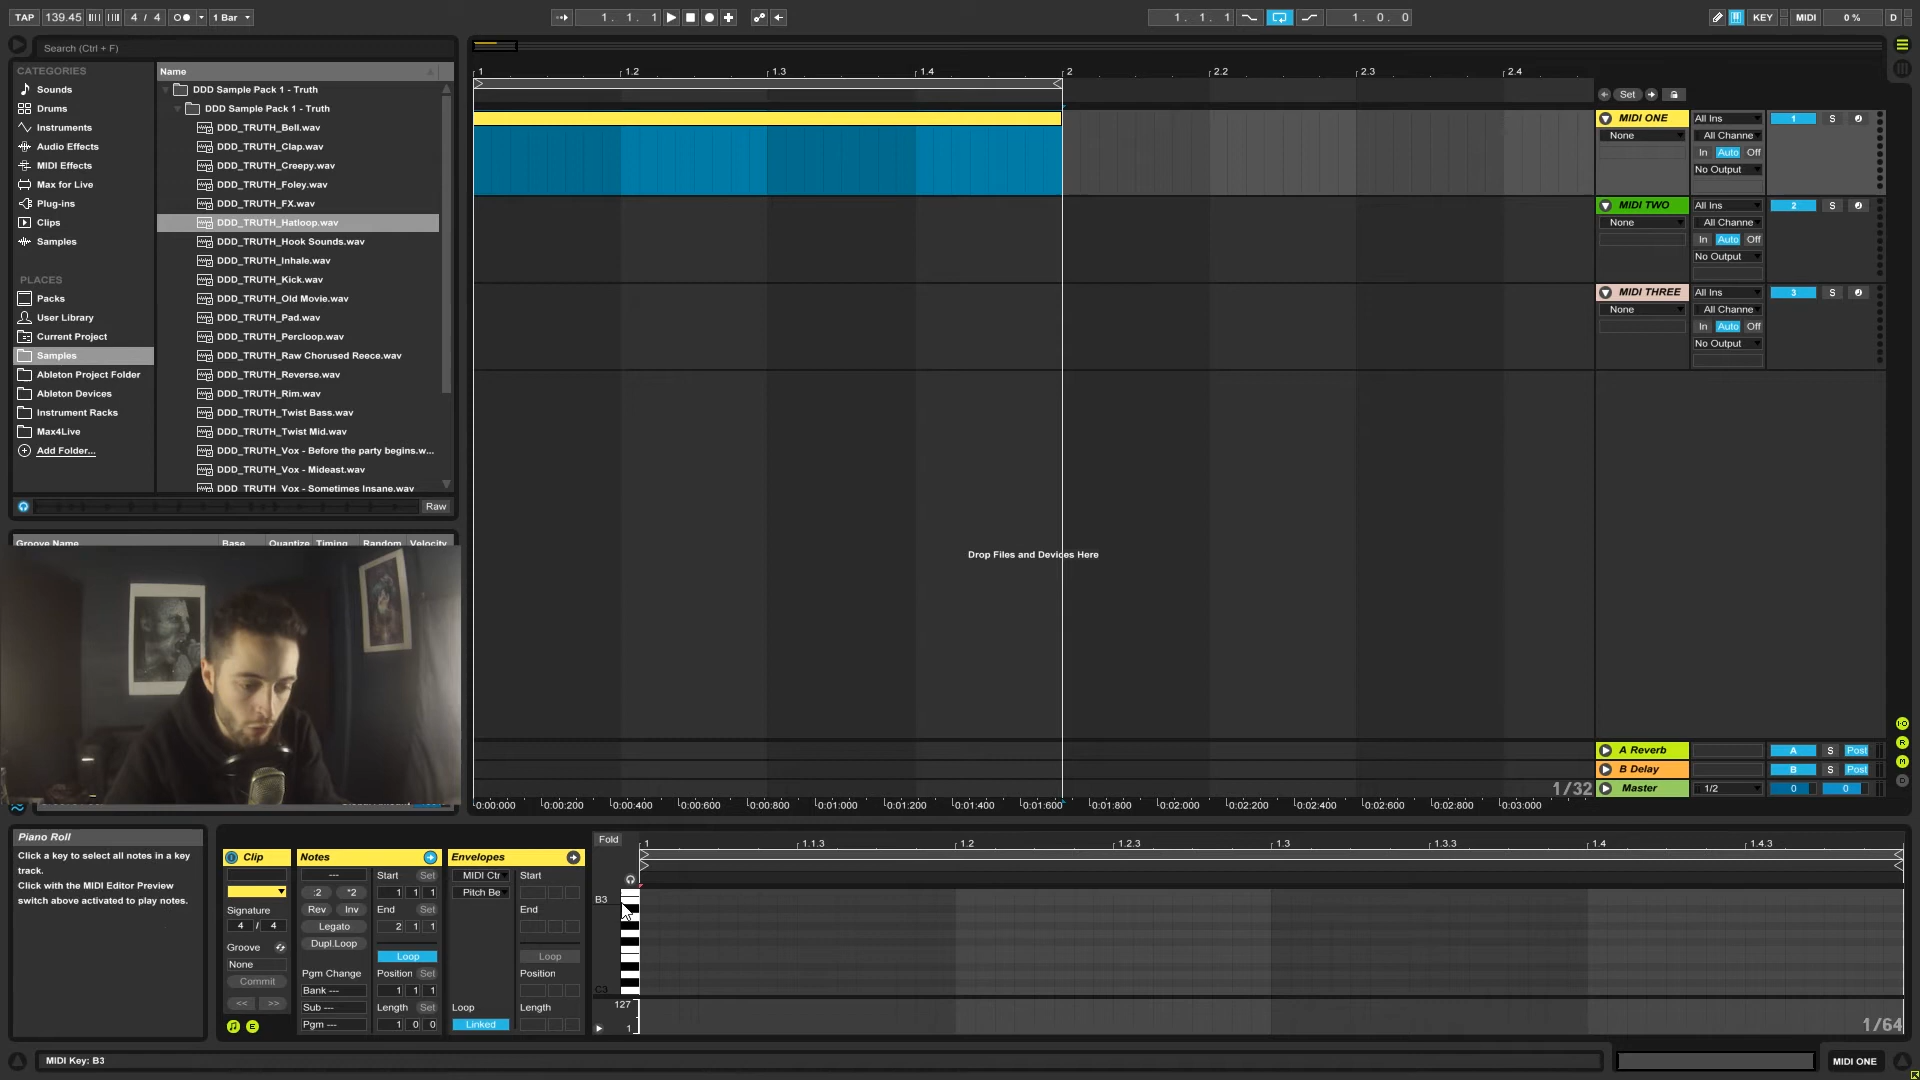 TAP 139.45 4 / 4 1 Bar 1. 1. 1 1. 1. 1 1. 0. 0 KEY MIDI 0 % D
Search (Ctrl + F)
CATEGORIES
Sounds
Drums
Instruments
Audio Effects
MIDI Effects
Max for Live
Plug-ins
Clips
Samples
PLACES
Packs
User Library
Current Project
Samples
Ableton Project Folder
Ableton Devices
Instrument Racks
Max4Live
Add Folder...
Name
DDD Sample Pack 1 - Truth
DDD Sample Pack 1 - Truth
DDD_TRUTH_Bell.wav
DDD_TRUTH_Clap.wav
DDD_TRUTH_Creepy.wav
DDD_TRUTH_Foley.wav
DDD_TRUTH_FX.wav
DDD_TRUTH_Hatloop.wav
DDD_TRUTH_Hook Sounds.wav
DDD_TRUTH_Inhale.wav
DDD_TRUTH_Kick.wav
DDD_TRUTH_Old Movie.wav
DDD_TRUTH_Pad.wav
DDD_TRUTH_Percloop.wav
DDD_TRUTH_Raw Chorused Reece.wav
DDD_TRUTH_Reverse.wav
DDD_TRUTH_Rim.wav
DDD_TRUTH_Twist Bass.wav
DDD_TRUTH_Twist Mid.wav
DDD_TRUTH_Vox - Before the party begins.w...
DDD_TRUTH_Vox - Mideast.wav
DDD_TRUTH_Vox - Sometimes Insane.wav
Raw
Groove Name Base Quantize Timing Random Velocity
1 1.2 1.3 1.4 2 2.2 2.3 2.4
Set
MIDI ONE All Ins 1 S
None All Channe
In Auto Off
No Output
MIDI TWO All Ins 2 S
None All Channe
In Auto Off
No Output
MIDI THREE All Ins 3 S
None All Channe
In Auto Off
No Output
Drop Files and Devices Here
A Reverb A S Post
B Delay B S Post
1/32 Master 1/2 0 0
0:00:000 0:00:200 0:00:400 0:00:600 0:00:800 0:01:000 0:01:200 0:01:400 0:01:600 0:01:800 0:02:000 0:02:200 0:02:400 0:02:600 0:02:800 0:03:000
I·O
R
M
D
Piano Roll
Click a key to select all notes in a key
track.
Click with the MIDI Editor Preview
switch above activated to play notes.
Clip
Signature
4 / 4
Groove
None
Commit
<< >>
E
Notes
---
:2 *2
Rev Inv
Legato
Dupl.Loop
Pgm Change
Bank ---
Sub ---
Pgm ---
Start Set
1 1 1
End Set
2 1 1
Loop
Position Set
1 1 1
Length Set
1 0 0
Envelopes
MIDI Ctr
Pitch Be
Loop
Linked
Start
End
Loop
Position
Length
Fold
1 1.1.3 1.2 1.2.3 1.3 1.3.3 1.4 1.4.3
B3
C3
127
1
1/64
MIDI Key: B3
MIDI ONE